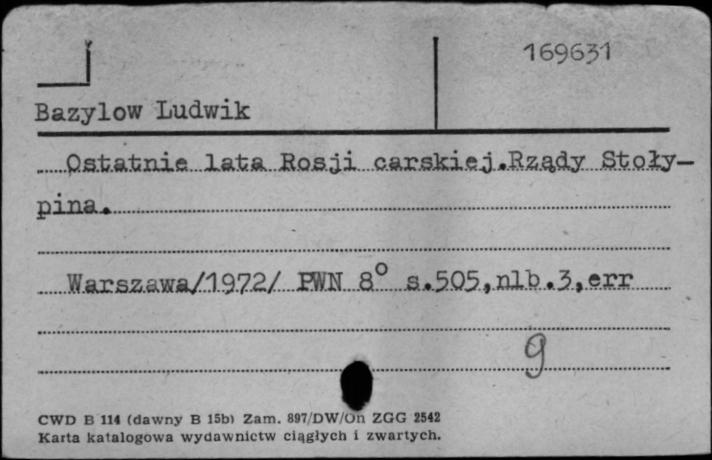 169631
Bazylow Ludwik
Ostatnie lata Rosji carskiej.Rządy Stoły-
pina.
Warszawa/1972/ PWN 8° s.505,nlb.3,err
9
CWD B 114 (dawny B 15b) Zam. 897/DW/On ZGG 2542
Karta katalogowa wydawnictw ciągłych i zwartych.